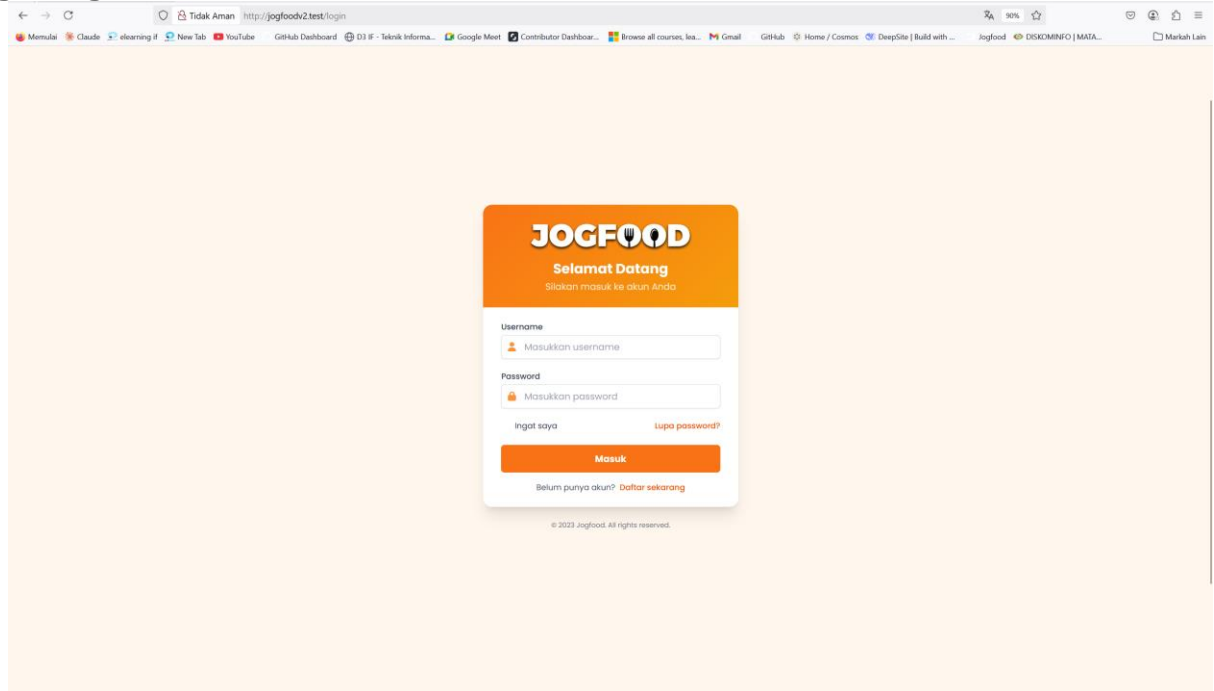 Tidak Aman http://jogfoodv2.test/login 90%
Memulai Claude elearning if New Tab YouTube GitHub Dashboard D3 IF - Teknik Informa... Google Meet Contributor Dashboar... Browse all courses, lea... Gmail GitHub Home / Cosmos DeepSite | Build with ... Jogfood DISKOMINFO | MATA... Markah Lain
JOGFOOD
Selamat Datang
Silakan masuk ke akun Anda
Username
Masukkan username
Password
Masukkan password
Ingat saya Lupa password?
Masuk
Belum punya akun? Daftar sekarang
© 2023 Jogfood. All rights reserved.